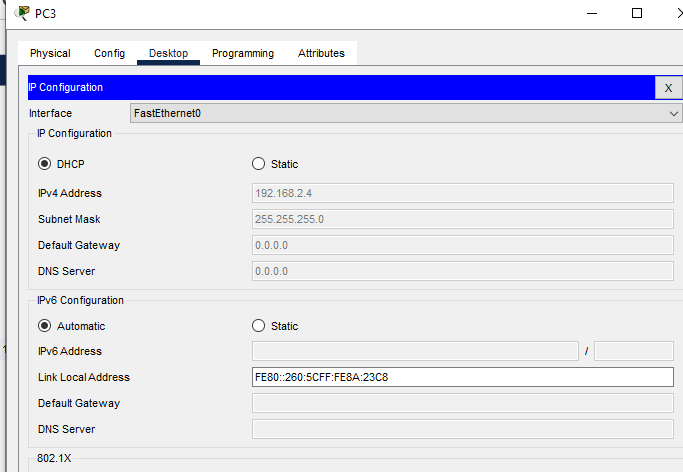 PC3
Physical Config Desktop Programming Attributes
IP Configuration X
Interface FastEthernet0
IP Configuration
DHCP Static
IPv4 Address 192.168.2.4
Subnet Mask 255.255.255.0
Default Gateway 0.0.0.0
DNS Server 0.0.0.0
IPv6 Configuration
Automatic Static
IPv6 Address /
Link Local Address FE80::260:5CFF:FE8A:23C8
Default Gateway
DNS Server
802.1X